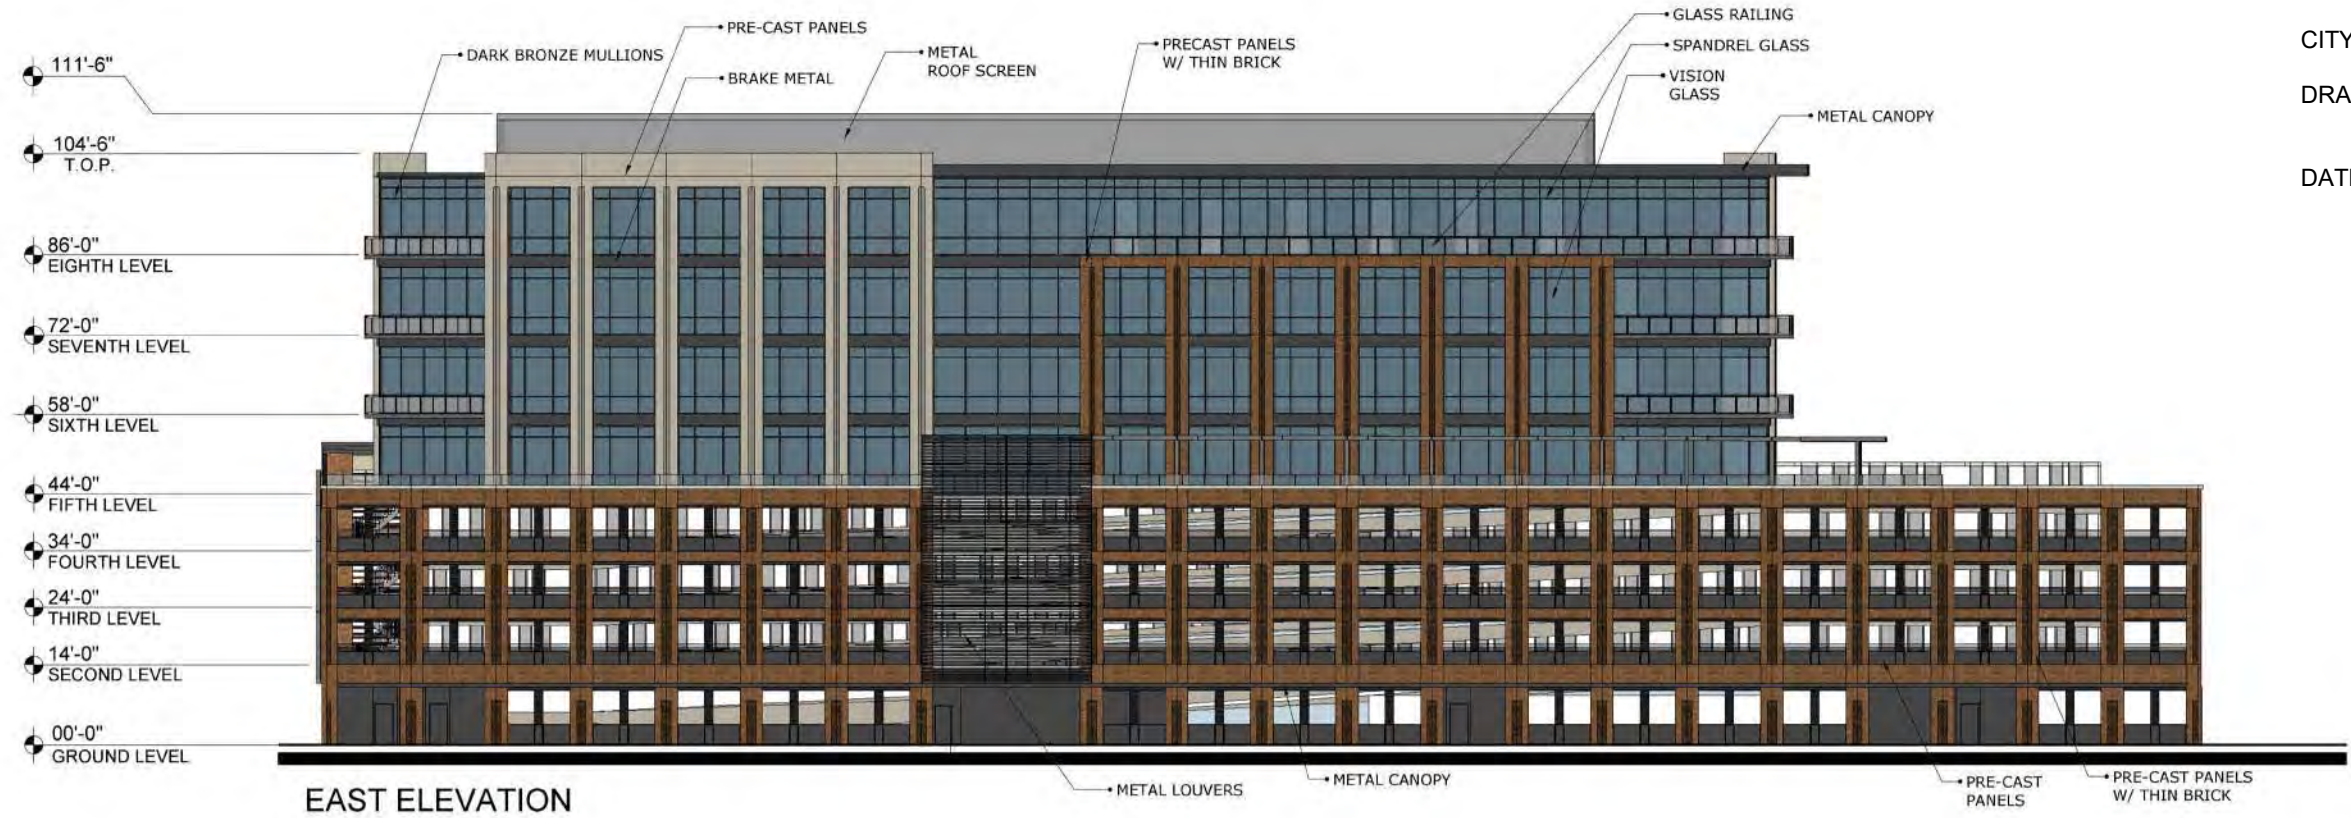 PRE-CAST PANELS
DARK BRONZE MULLIONS
BRAKE METAL
METAL
ROOF SCREEN
PRECAST PANELS
W/ THIN BRICK
GLASS RAILING
SPANDREL GLASS
VISION
GLASS
METAL CANOPY
CITY
DRA
DAT
111'-6"
104'-6"
T.O.P.
86'-0"
EIGHTH LEVEL
72'-0"
SEVENTH LEVEL
58'-0"
SIXTH LEVEL
44'-0"
FIFTH LEVEL
34'-0"
FOURTH LEVEL
24'-0"
THIRD LEVEL
14'-0"
SECOND LEVEL
00'-0"
GROUND LEVEL
METAL LOUVERS
METAL CANOPY
PRE-CAST
PANELS
PRE-CAST PANELS
W/ THIN BRICK
EAST ELEVATION